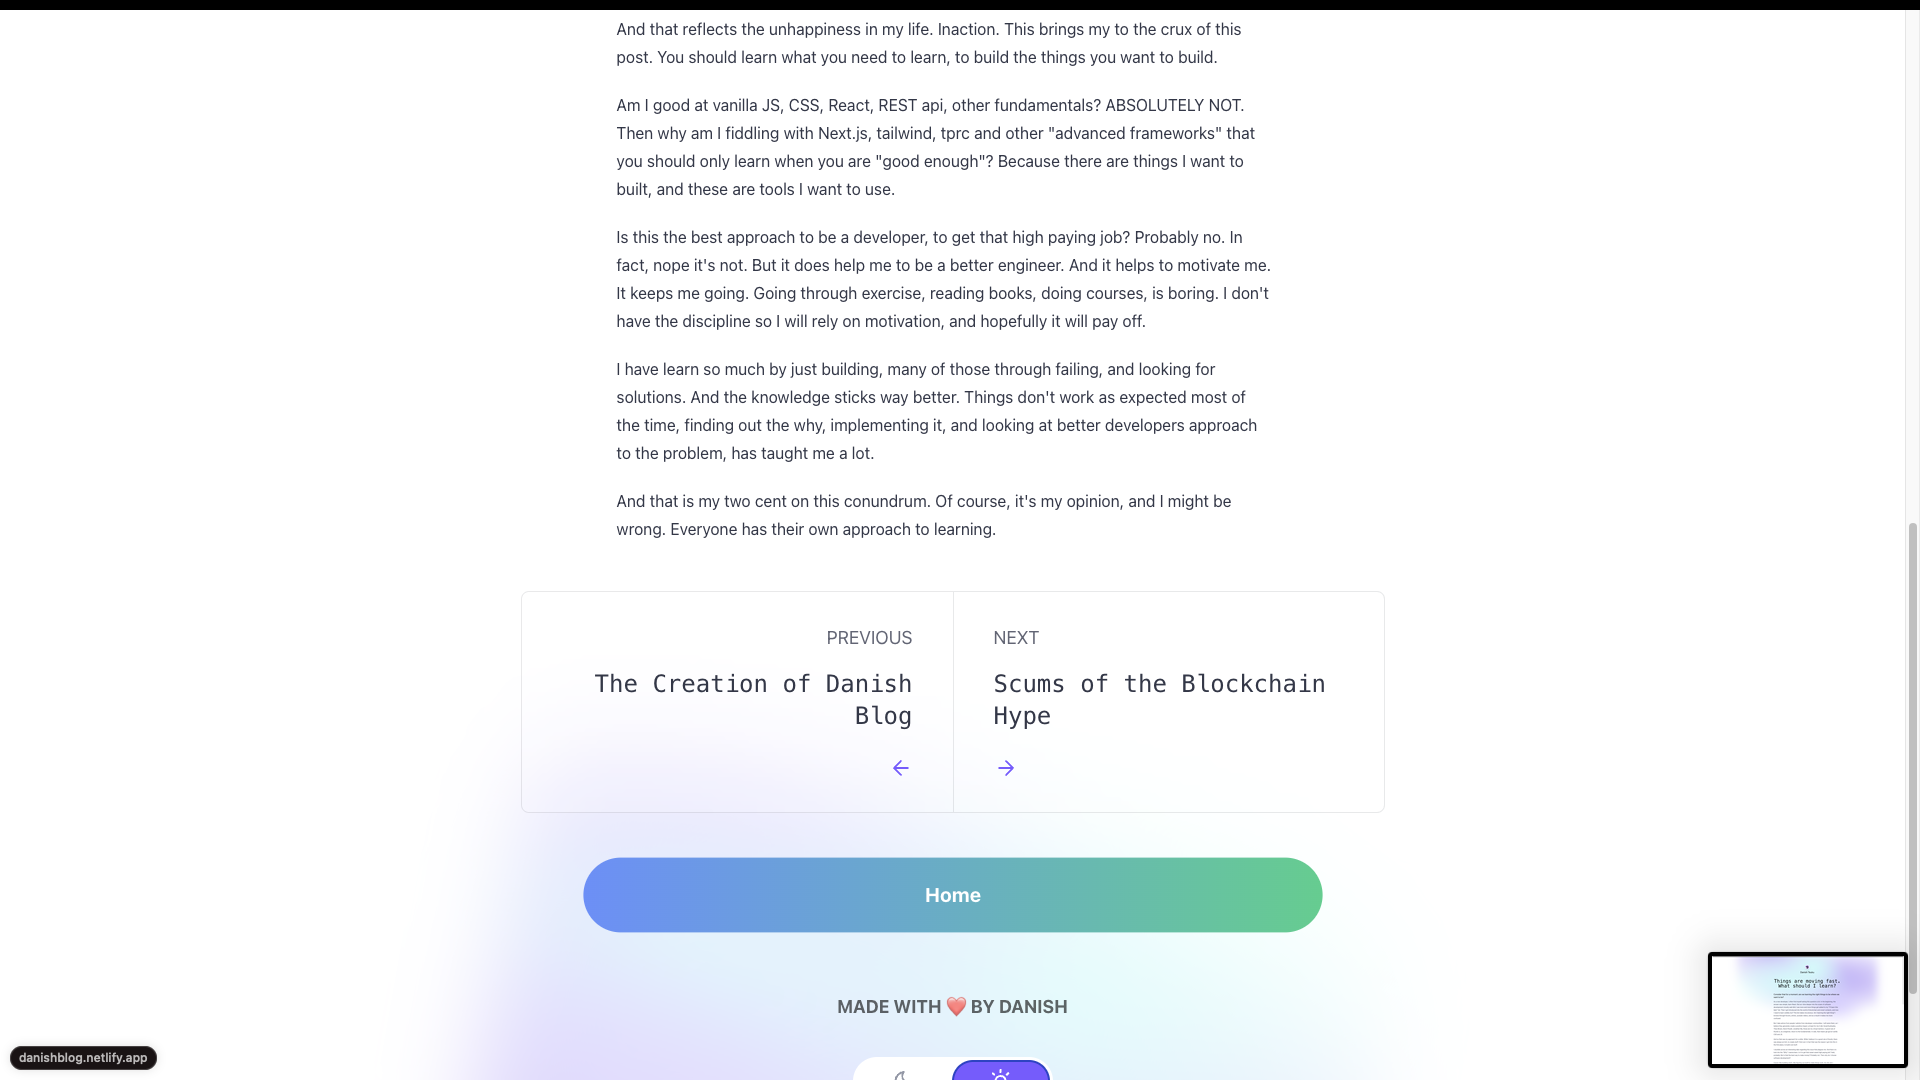 And that reflects the unhappiness in my life. Inaction. This brings my to the crux of this
post. You should learn what you need to learn, to build the things you want to build.
Am I good at vanilla JS, CSS, React, REST api, other fundamentals? ABSOLUTELY NOT.
Then why am I fiddling with Next.js, tailwind, tprc and other "advanced frameworks" that
you should only learn when you are "good enough"? Because there are things I want to
built, and these are tools I want to use.
Is this the best approach to be a developer, to get that high paying job? Probably no. In
fact, nope it's not. But it does help me to be a better engineer. And it helps to motivate me.
It keeps me going. Going through exercise, reading books, doing courses, is boring. I don't
have the discipline so I will rely on motivation, and hopefully it will pay off.
I have learn so much by just building, many of those through failing, and looking for
solutions. And the knowledge sticks way better. Things don't work as expected most of
the time, finding out the why, implementing it, and looking at better developers approach
to the problem, has taught me a lot.
And that is my two cent on this conundrum. Of course, it's my opinion, and I might be
wrong. Everyone has their own approach to learning.
PREVIOUS
The Creation of Danish
Blog
NEXT
Scums of the Blockchain
Hype
Home
MADE WITH ❤️ BY DANISH
danishblog.netlify.app
Things are moving fast.
What should I learn?